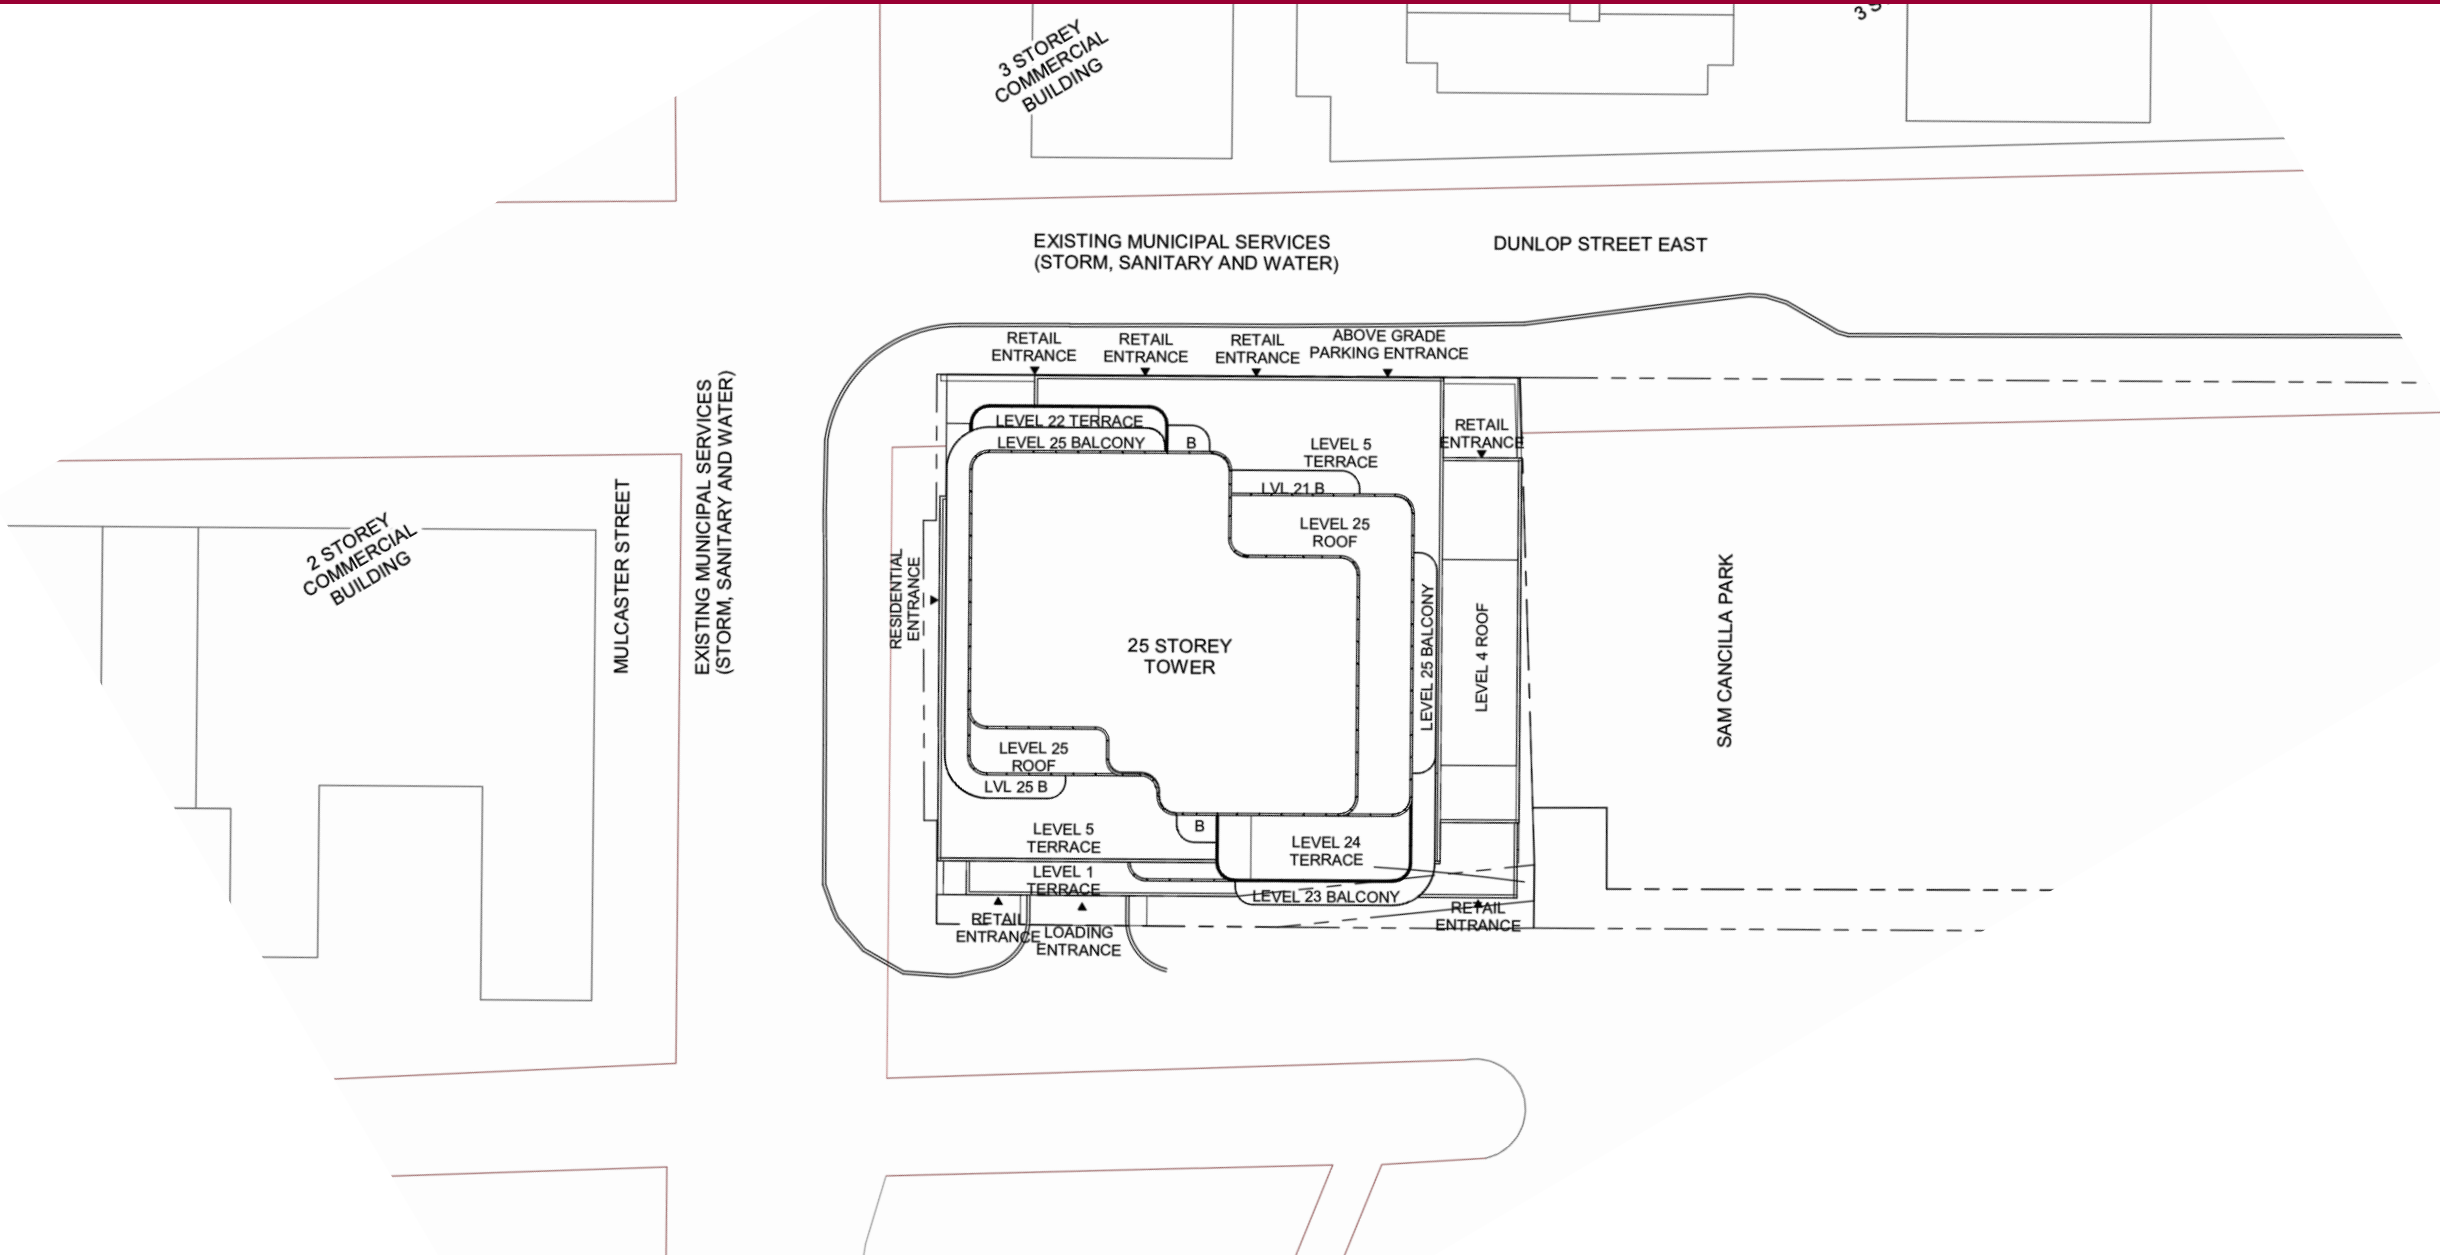 3 STOREY
COMMERCIAL
BUILDING
EXISTING MUNICIPAL SERVICES
(STORM, SANITARY AND WATER)
DUNLOP STREET EAST
RETAIL
ENTRANCE
RETAIL
ENTRANCE
RETAIL
ENTRANCE
ABOVE GRADE
PARKING ENTRANCE
LEVEL 22 TERRACE
LEVEL 25 BALCONY
B
LEVEL 5
TERRACE
RETAIL
ENTRANCE
LVL 21 B
LEVEL 25
ROOF
2 STOREY
COMMERCIAL
BUILDING
MULCASTER STREET
EXISTING MUNICIPAL SERVICES
(STORM, SANITARY AND WATER)
RESIDENTIAL
ENTRANCE
25 STOREY
TOWER
LEVEL 25 BALCONY
LEVEL 4 ROOF
SAM CANCILLA PARK
LEVEL 25
ROOF
LVL 25 B
LEVEL 5
TERRACE
B
LEVEL 24
TERRACE
LEVEL 1
TERRACE
LEVEL 23 BALCONY
RETAIL
ENTRANCE
LOADING
ENTRANCE
RETAIL
ENTRANCE